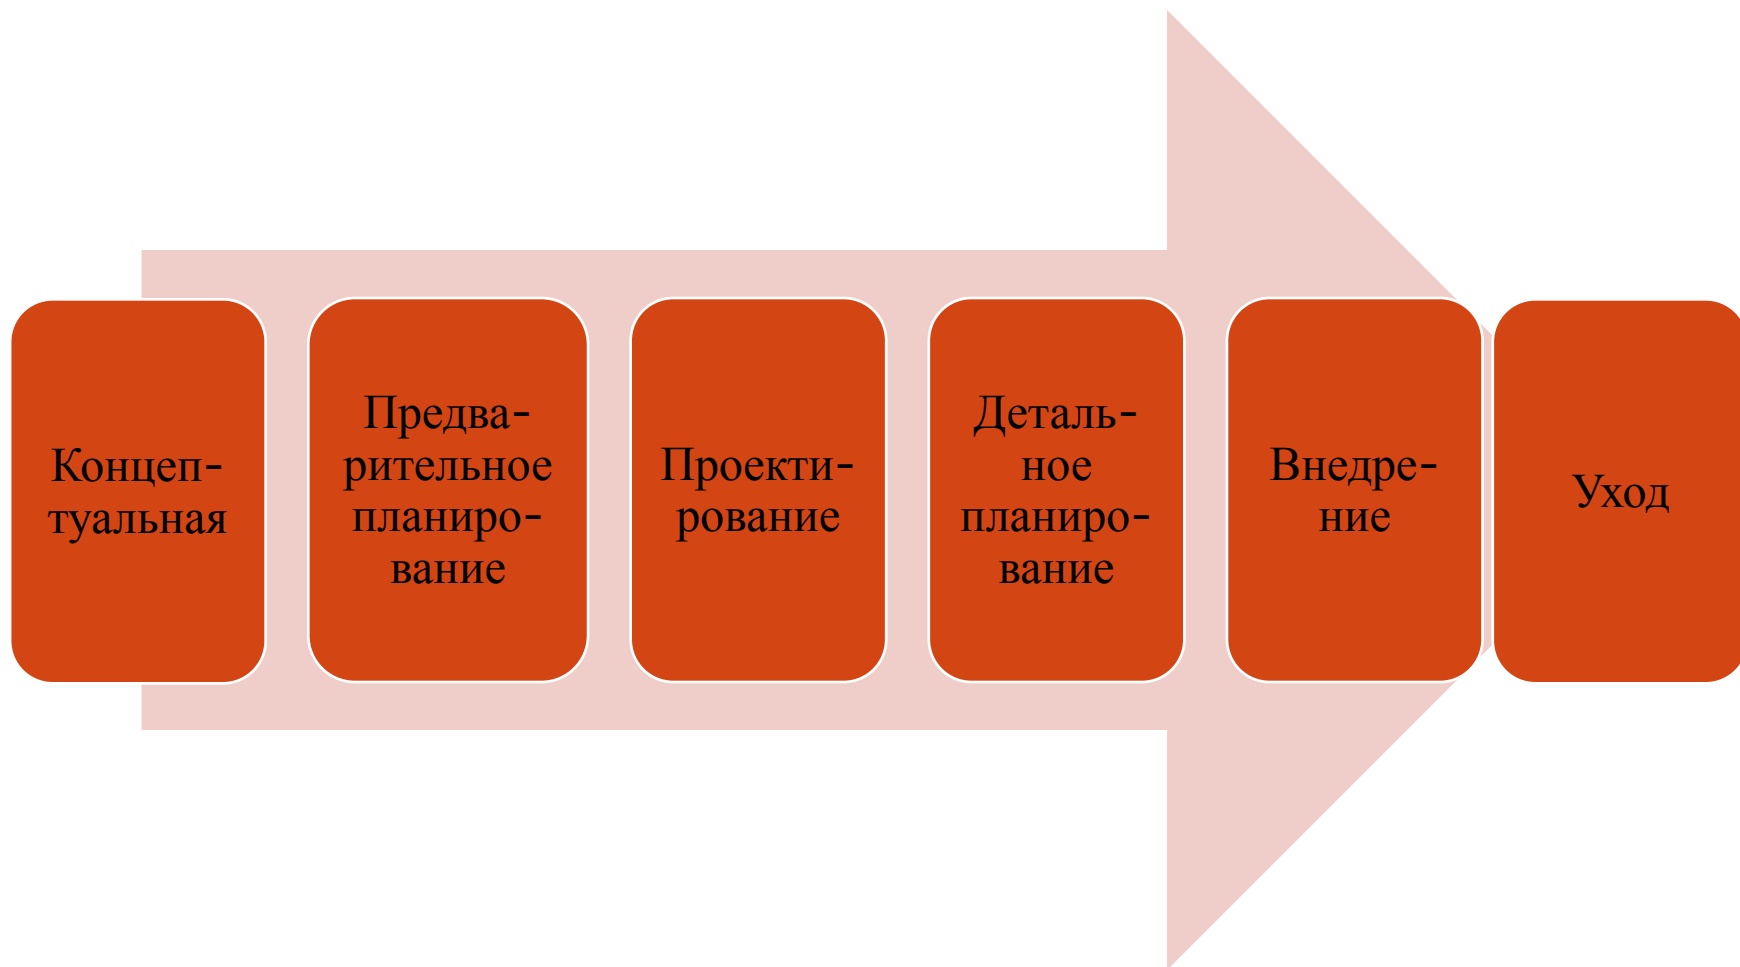 Концеп-
туальная
Предва-
рительное
планиро-
вание
Проекти-
рование
Деталь-
ное
планиро-
вание
Внедре-
ние
Уход